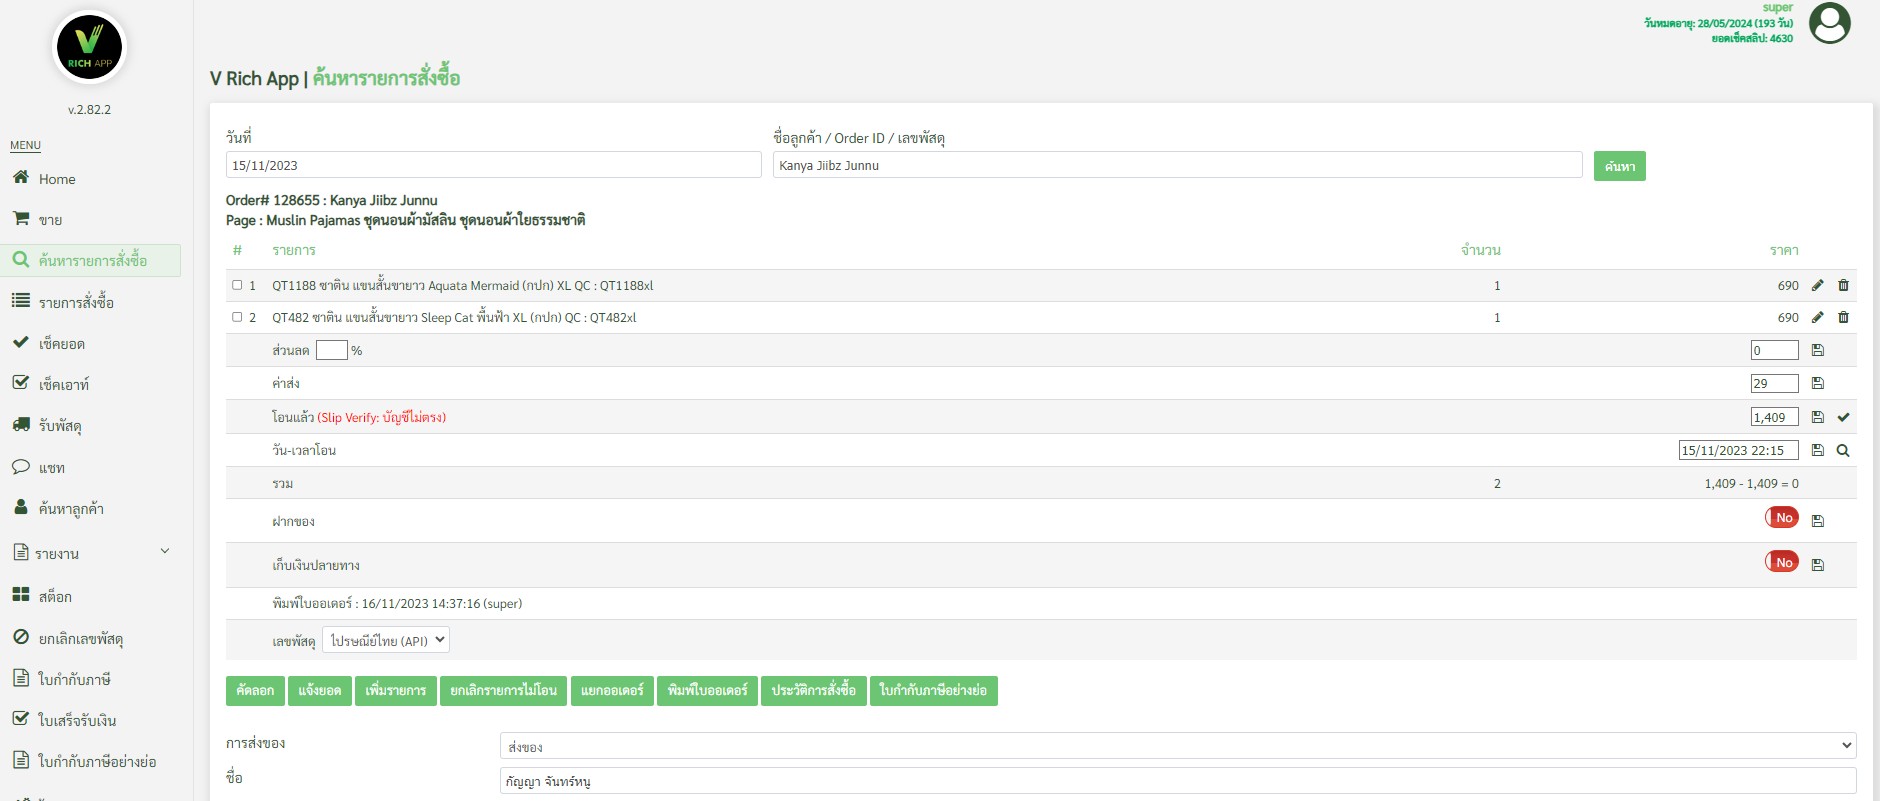 super
วันหมดอายุ: 28/05/2024 (193 วัน)
ยอดเช็คสลิป: 4630
V
RICH APP
v.2.82.2
MENU
Home
ขาย
ค้นหารายการสั่งซื้อ
รายการสั่งซื้อ
เช็คยอด
เช็คเอาท์
รับพัสดุ
แชท
ค้นหาลูกค้า
รายงาน
สต็อก
ยกเลิกเลขพัสดุ
ใบกำกับภาษี
ใบเสร็จรับเงิน
ใบกำกับภาษีอย่างย่อ
V Rich App | ค้นหารายการสั่งซื้อ
วันที่ ชื่อลูกค้า / Order ID / เลขพัสดุ
15/11/2023 Kanya Jiibz Junnu ค้นหา
Order# 128655 : Kanya Jiibz Junnu
Page : Muslin Pajamas ชุดนอนผ้ามัสลิน ชุดนอนผ้าใยธรรมชาติ
# รายการ จำนวน ราคา
1 QT1188 ซาติน แขนสั้นขายาว Aquata Mermaid (กปก) XL QC : QT1188xl 1 690
2 QT482 ซาติน แขนสั้นขายาว Sleep Cat พื้นฟ้า XL (กปก) QC : QT482xl 1 690
ส่วนลด % 0
ค่าส่ง 29
โอนแล้ว (Slip Verify: บัญชีไม่ตรง) 1,409
วัน-เวลาโอน 15/11/2023 22:15
รวม 2 1,409 - 1,409 = 0
ฝากของ No
เก็บเงินปลายทาง No
พิมพ์ใบออเดอร์ : 16/11/2023 14:37:16 (super)
เลขพัสดุ ไปรษณีย์ไทย (API)
คัดลอก แจ้งยอด เพิ่มรายการ ยกเลิกรายการไม่โอน แยกออเดอร์ พิมพ์ใบออเดอร์ ประวัติการสั่งซื้อ ใบกำกับภาษีอย่างย่อ
การส่งของ ส่งของ
ชื่อ กัญญา จันทร์หนู